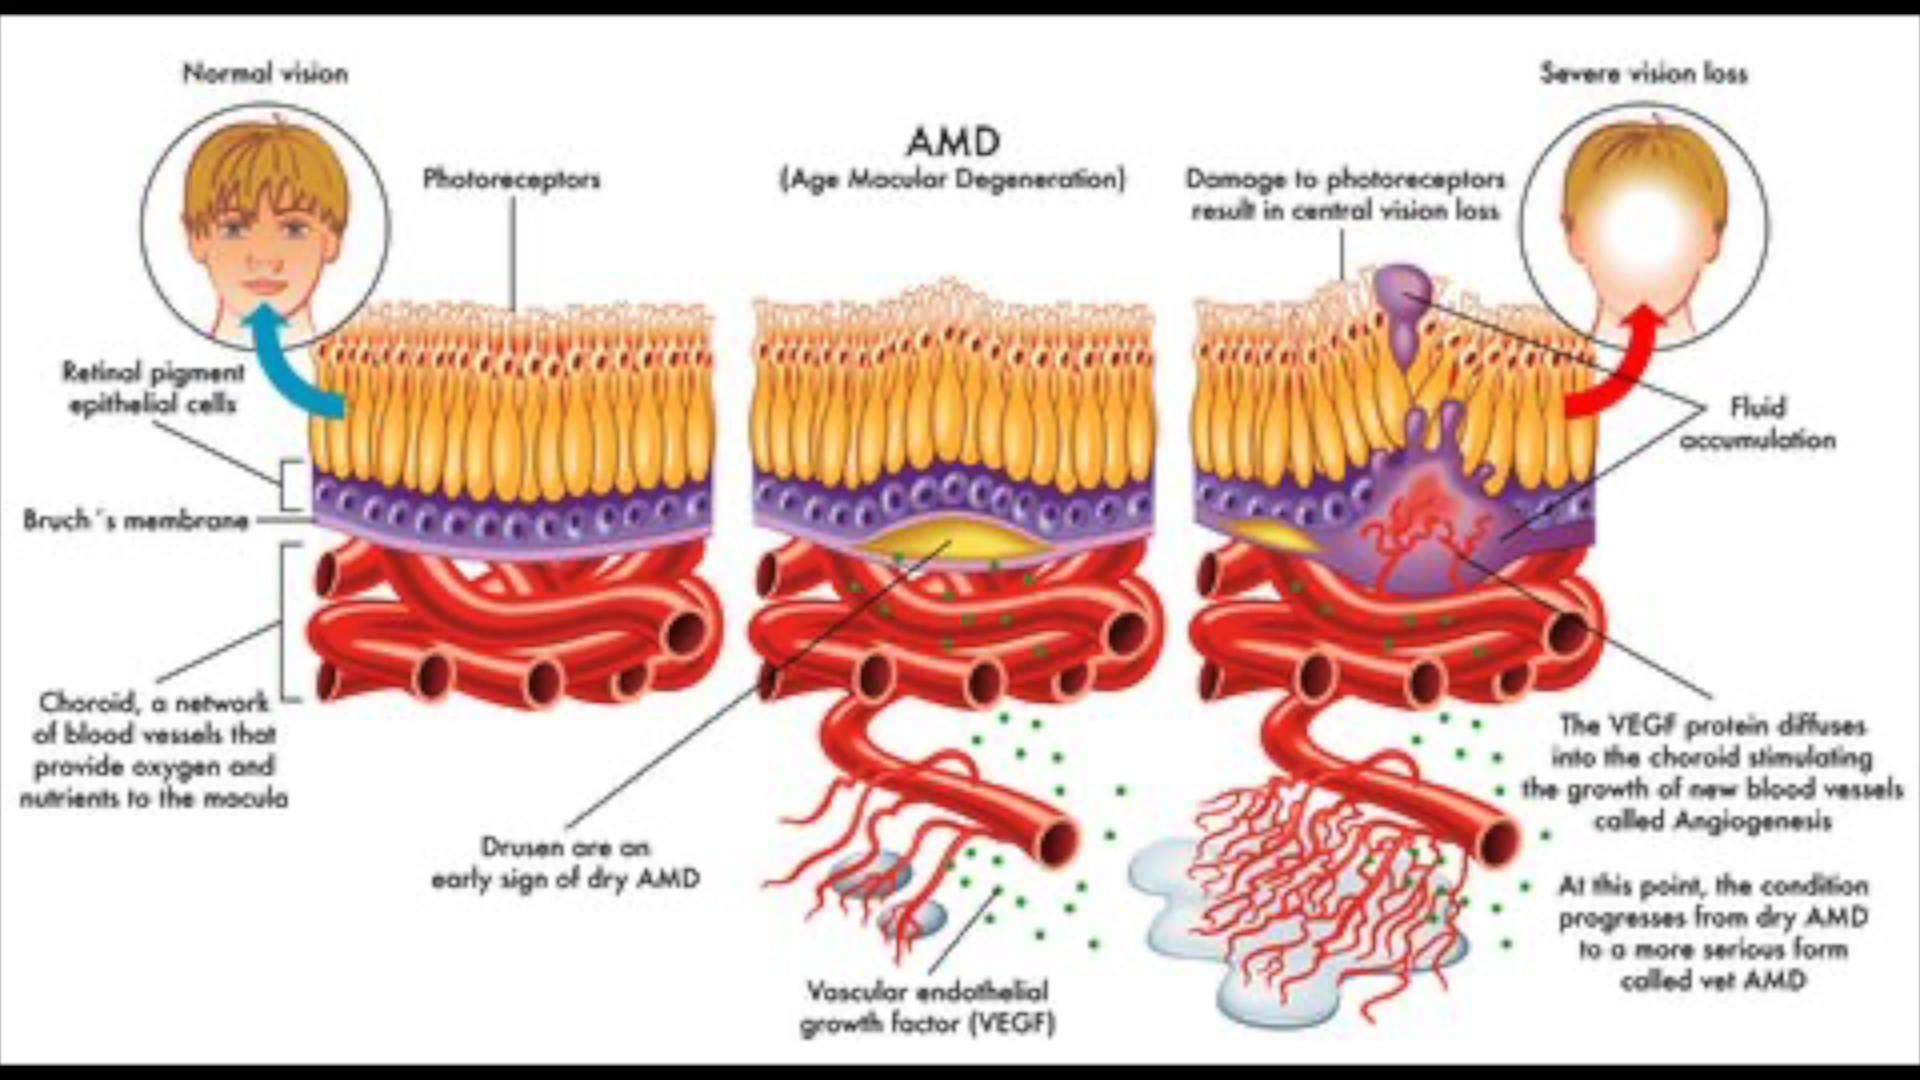 Normal vision
Severe vision loss
AMD
(Age Macular Degeneration)
Photoreceptors
Damage to photoreceptors
result in central vision loss
Retinal pigment
epithelial cells
Fluid
accumulation
Bruch´s membrane
Choroid, a network
of blood vessels that
provide oxygen and
nutrients to the macula
The VEGF protein diffuses
into the choroid stimulating
the growth of new blood vessels
called Angiogenesis
Drusen are an
early sign of dry AMD
At this point, the condition
progresses from dry AMD
to a more serious form
called vet AMD
Vascular endothelial
growth factor (VEGF)